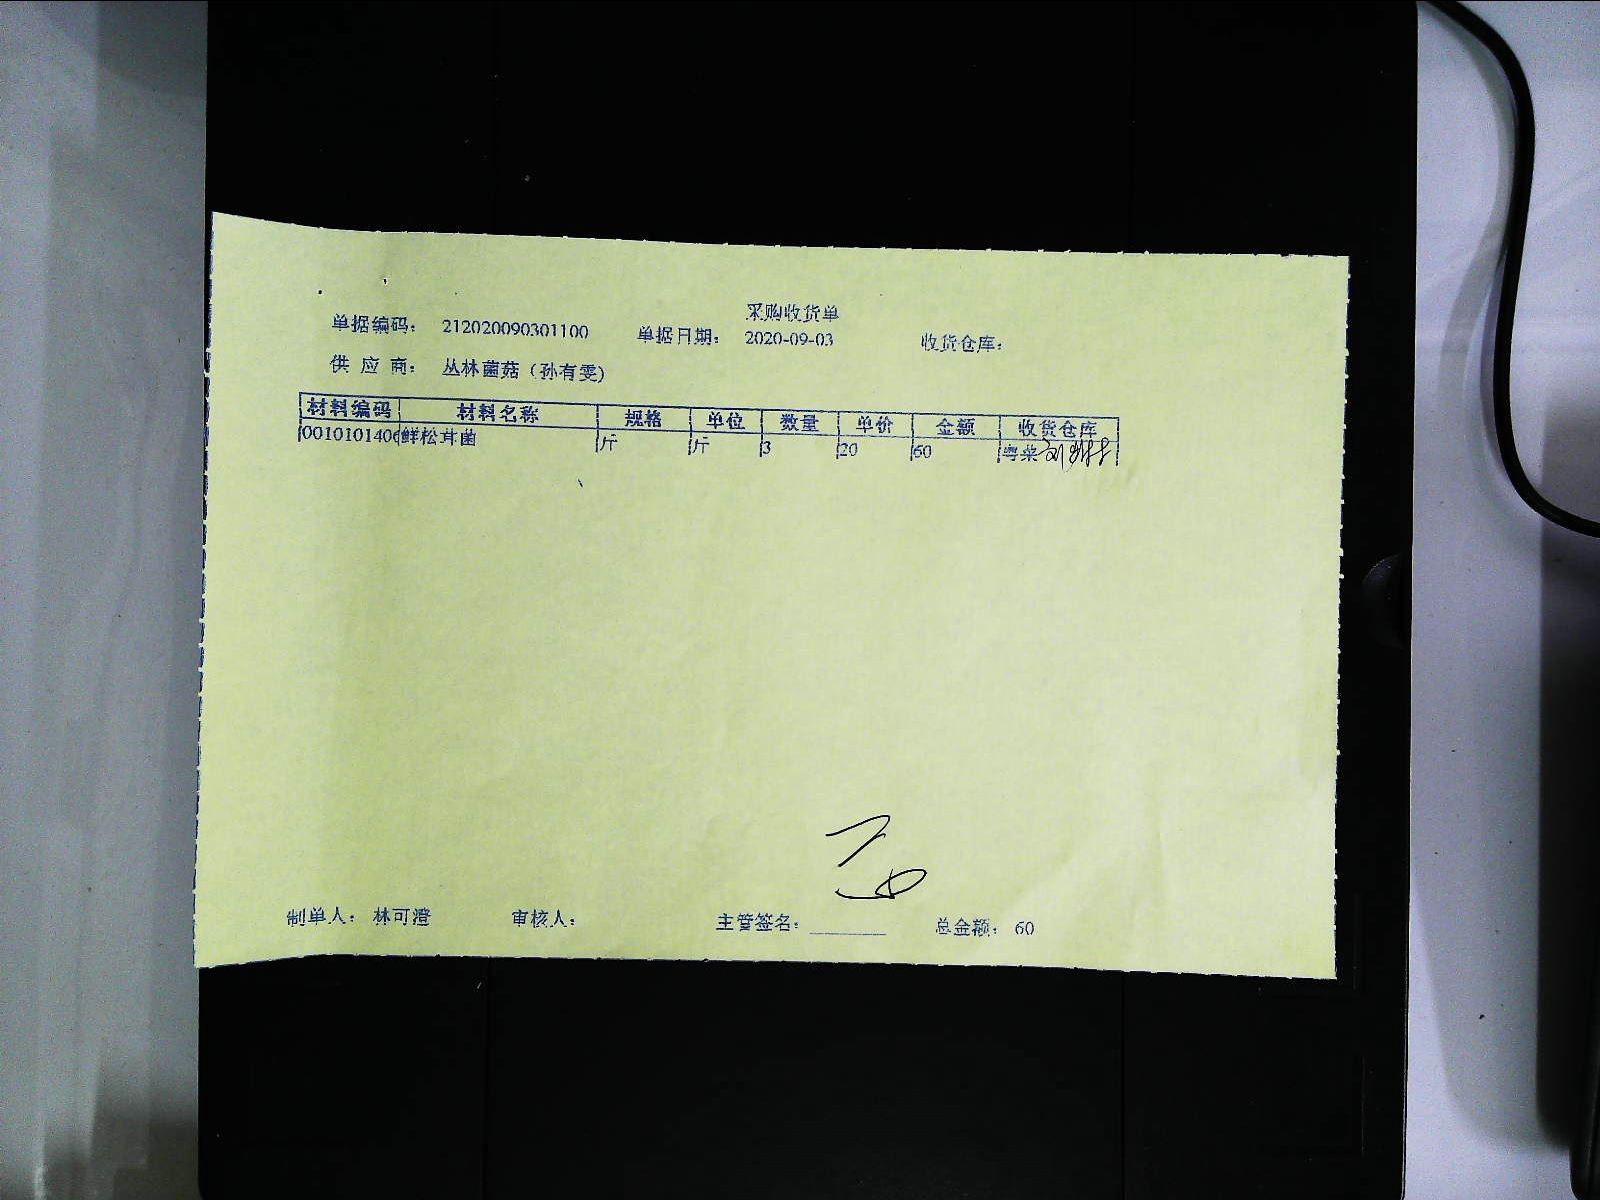 采购收货单
单据编码： 212020090301100 单据日期： 2020-09-03 收货仓库：
供 应 商： 丛林菌菇（孙有雯）
材料编码 材料名称 规格 单位 数量 单价 金额 收货仓库
0010101406 鲜松茸菌 斤 斤 3 20 60 粤菜
制单人： 林可澄 审核人： 主管签名：________ 总金额： 60